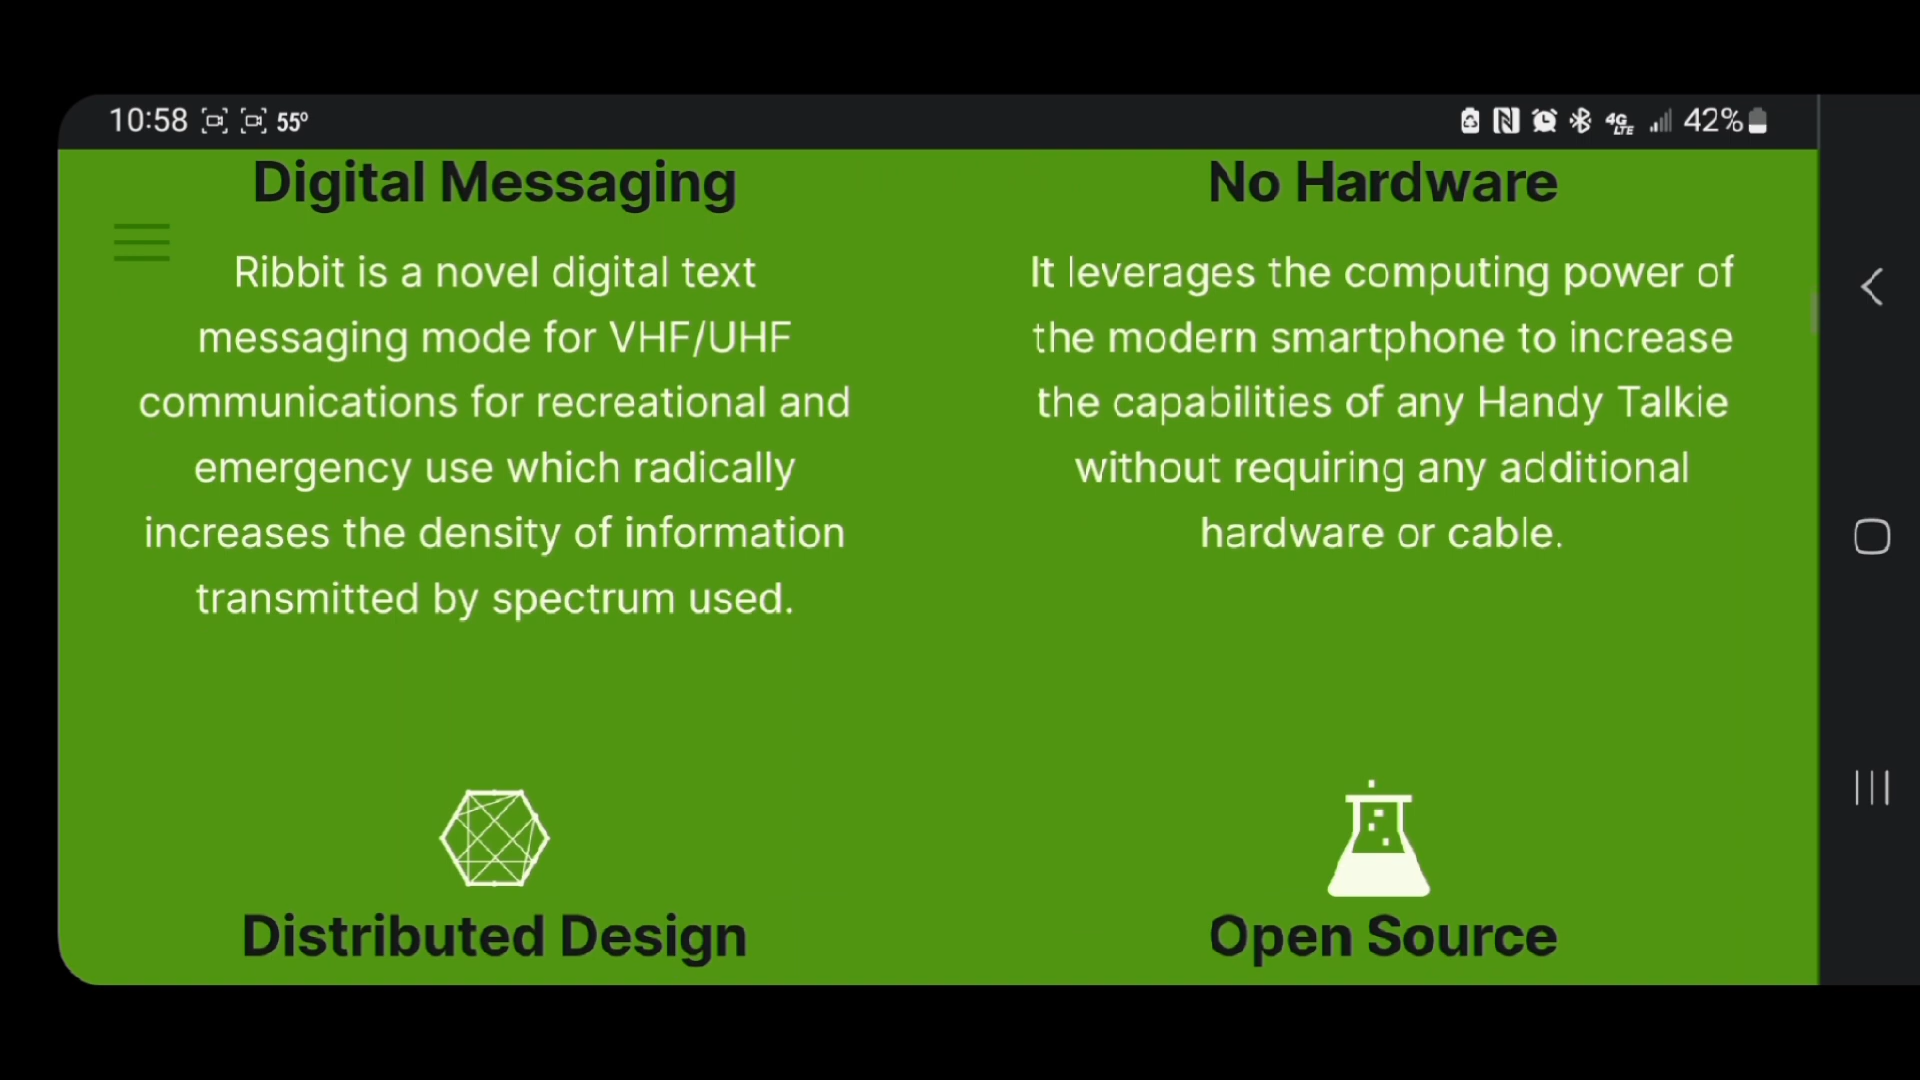 10:58 55°
4G LTE 42%
Digital Messaging
Ribbit is a novel digital text
messaging mode for VHF/UHF
communications for recreational and
emergency use which radically
increases the density of information
transmitted by spectrum used.
No Hardware
It leverages the computing power of
the modern smartphone to increase
the capabilities of any Handy Talkie
without requiring any additional
hardware or cable.
Distributed Design
Open Source